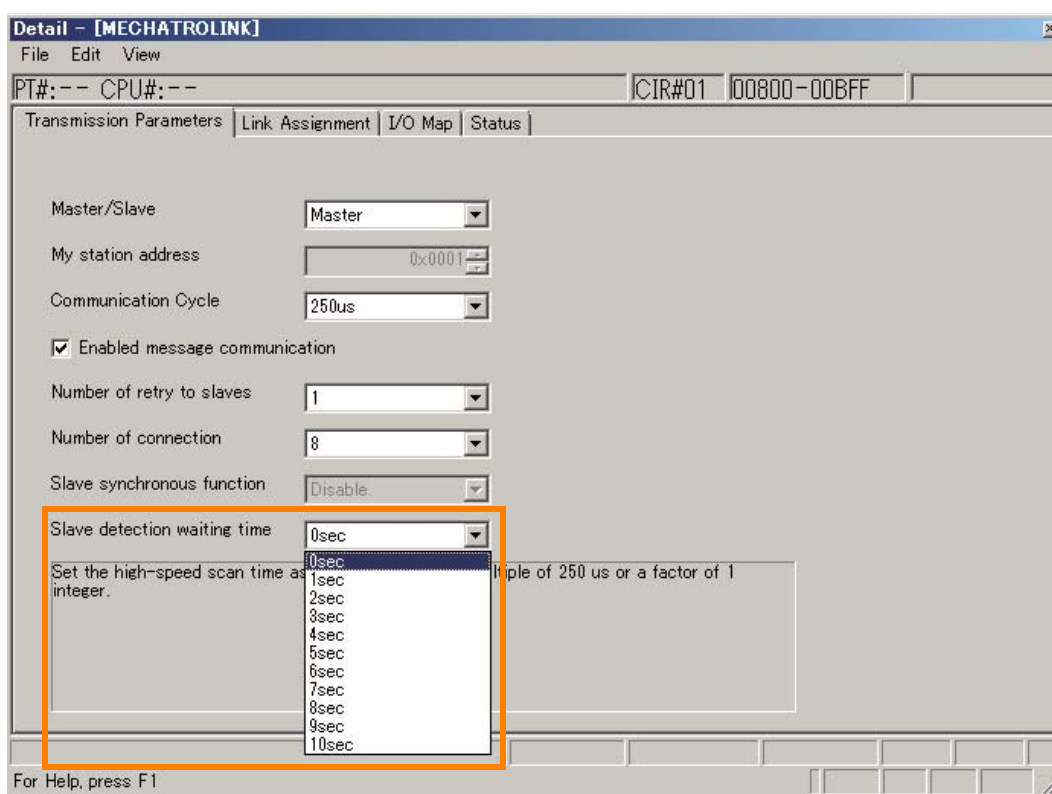 Detail - [MECHATROLINK]
File Edit View
PT#:-- CPU#:-- CIR#01 00800-00BFF
Transmission Parameters Link Assignment I/O Map Status
Master/Slave Master
My station address 0x0001
Communication Cycle 250us
Enabled message communication
Number of retry to slaves 1
Number of connection 8
Slave synchronous function Disable
Slave detection waiting time 0sec
0sec
Set the high-speed scan time as ltiple of 250 us or a factor of 1
integer.
1sec
2sec
3sec
4sec
5sec
6sec
7sec
8sec
9sec
10sec
For Help, press F1